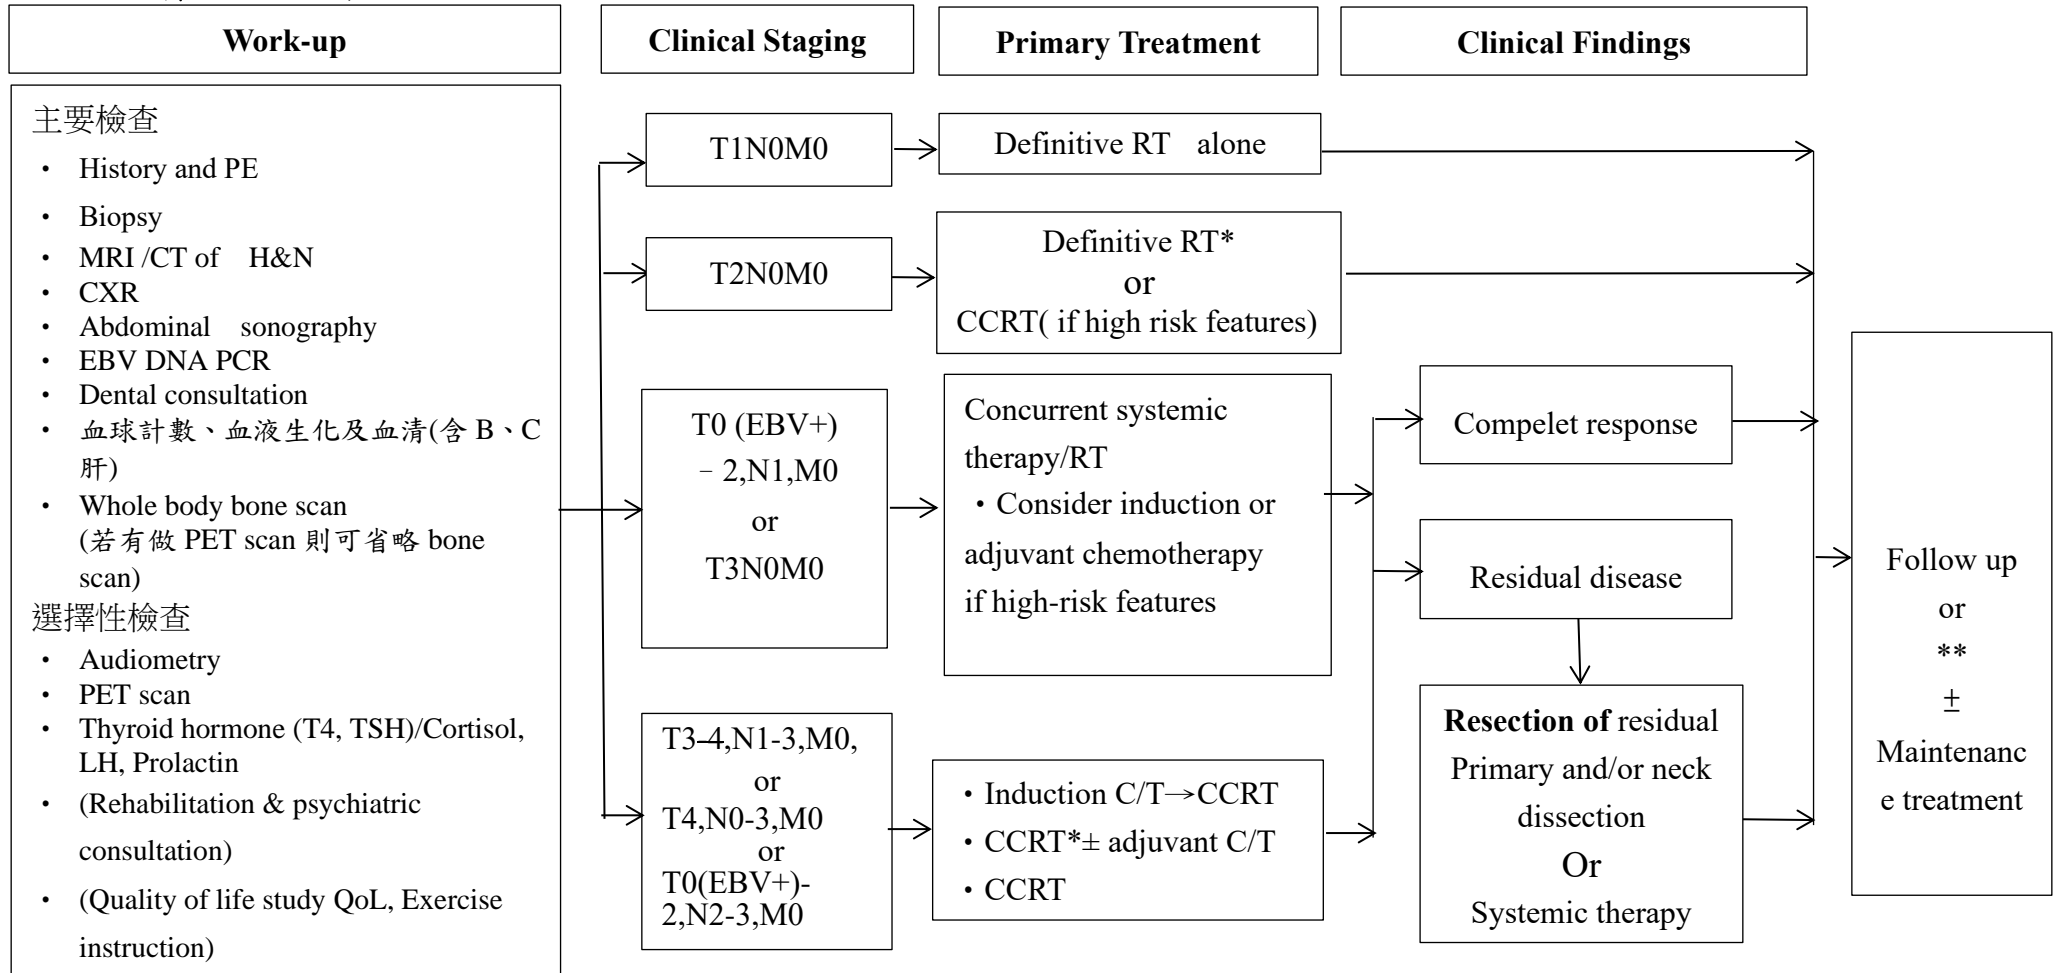 Work-up
Clinical Staging
Primary Treatment
Clinical Findings
主要檢查
• History and PE
• Biopsy
• MRI /CT of H&N
• CXR
• Abdominal sonography
• EBV DNA PCR
• Dental consultation
• 血球計數、血液生化及血清(含 B、C
肝)
• Whole body bone scan
(若有做 PET scan 則可省略 bone
scan)
選擇性檢查
• Audiometry
• PET scan
• Thyroid hormone (T4, TSH)/Cortisol,
LH, Prolactin
• (Rehabilitation & psychiatric
consultation)
• (Quality of life study QoL, Exercise
instruction)
T1N0M0
Definitive RT alone
T2N0M0
Definitive RT*
or
CCRT( if high risk features)
T0 (EBV+)
–2,N1,M0
or
T3N0M0
Concurrent systemic
therapy/RT
•Consider induction or
adjuvant chemotherapy
if high-risk features
T3-4,N1-3,M0,
or
T4,N0-3,M0
or
T0(EBV+)-
2,N2-3,M0
•Induction C/T→CCRT
•CCRT*± adjuvant C/T
•CCRT
Compelet response
Residual disease
Resection of residual
Primary and/or neck
dissection
Or
Systemic therapy
Follow up
or
**
±
Maintenanc
e treatment